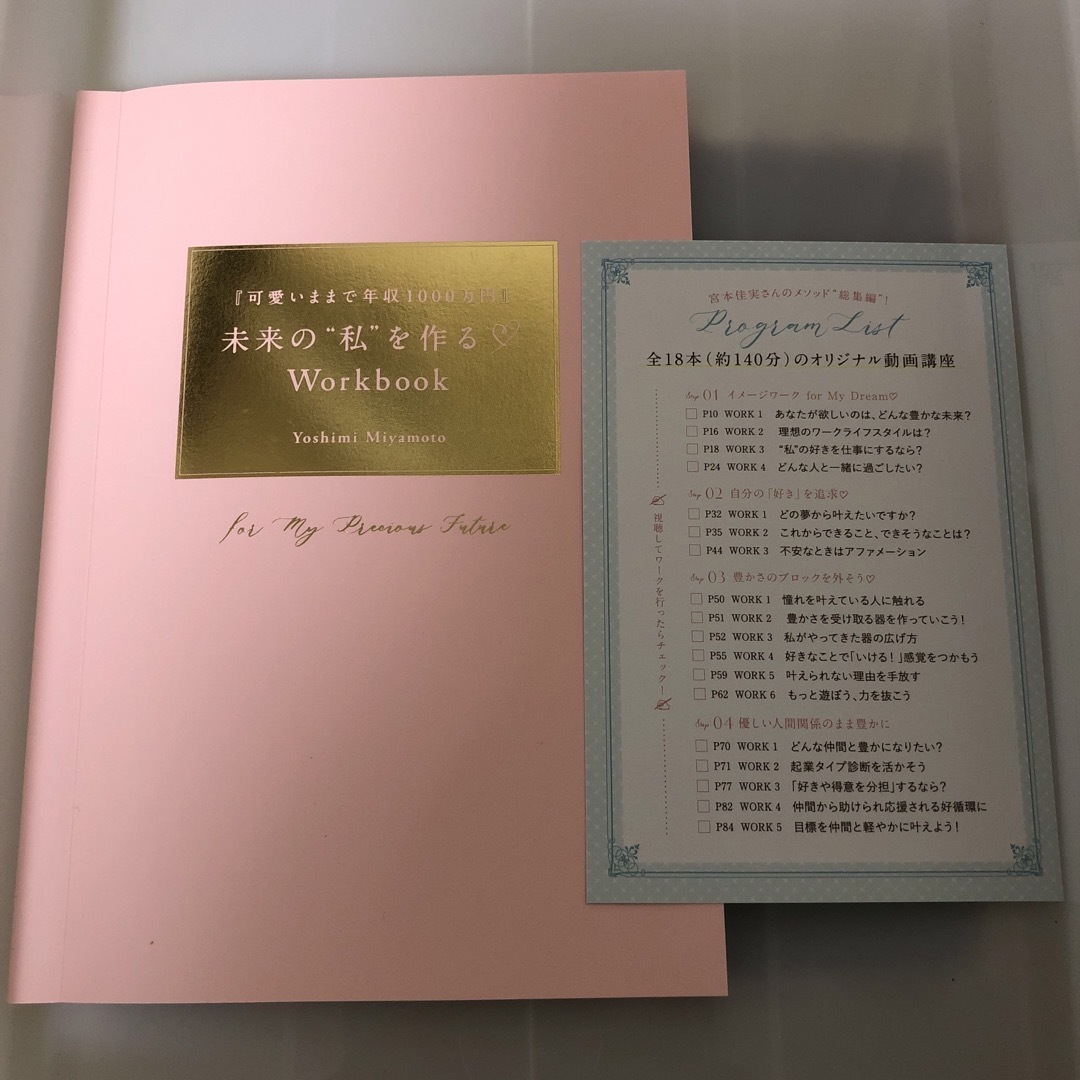 『可愛いままで年収1000万円』
未来の“私”を作る♡
Workbook
Yoshimi Miyamoto
for My Precious Future
宮本佳実さんのメソッド“総集編”!
Program List
全18本(約140分)のオリジナル動画講座
Step 01 イメージワーク for My Dream♡
□ P10 WORK 1 あなたが欲しいのは、どんな豊かな未来?
□ P16 WORK 2 理想のワークライフスタイルは?
□ P18 WORK 3 “私”の好きを仕事にするなら?
□ P24 WORK 4 どんな人と一緒に過ごしたい?
Step 02 自分の「好き」を追求♡
□ P32 WORK 1 どの夢から叶えたいですか?
□ P35 WORK 2 これからできること、できそうなことは?
□ P44 WORK 3 不安なときはアファメーション
Step 03 豊かさのブロックを外そう♡
□ P50 WORK 1 憧れを叶えている人に触れる
□ P51 WORK 2 豊かさを受け取る器を作っていこう!
□ P52 WORK 3 私がやってきた器の広げ方
□ P55 WORK 4 好きなことで「いける!」感覚をつかもう
□ P59 WORK 5 叶えられない理由を手放す
□ P62 WORK 6 もっと遊ぼう、力を抜こう
Step 04 優しい人間関係のまま豊かに
□ P70 WORK 1 どんな仲間と豊かになりたい?
□ P71 WORK 2 起業タイプ診断を活かそう
□ P77 WORK 3 「好きや得意を分担」するなら?
□ P82 WORK 4 仲間から助けられ応援される好循環に
□ P84 WORK 5 目標を仲間と軽やかに叶えよう!
視聴してワークを行ったらチェック!